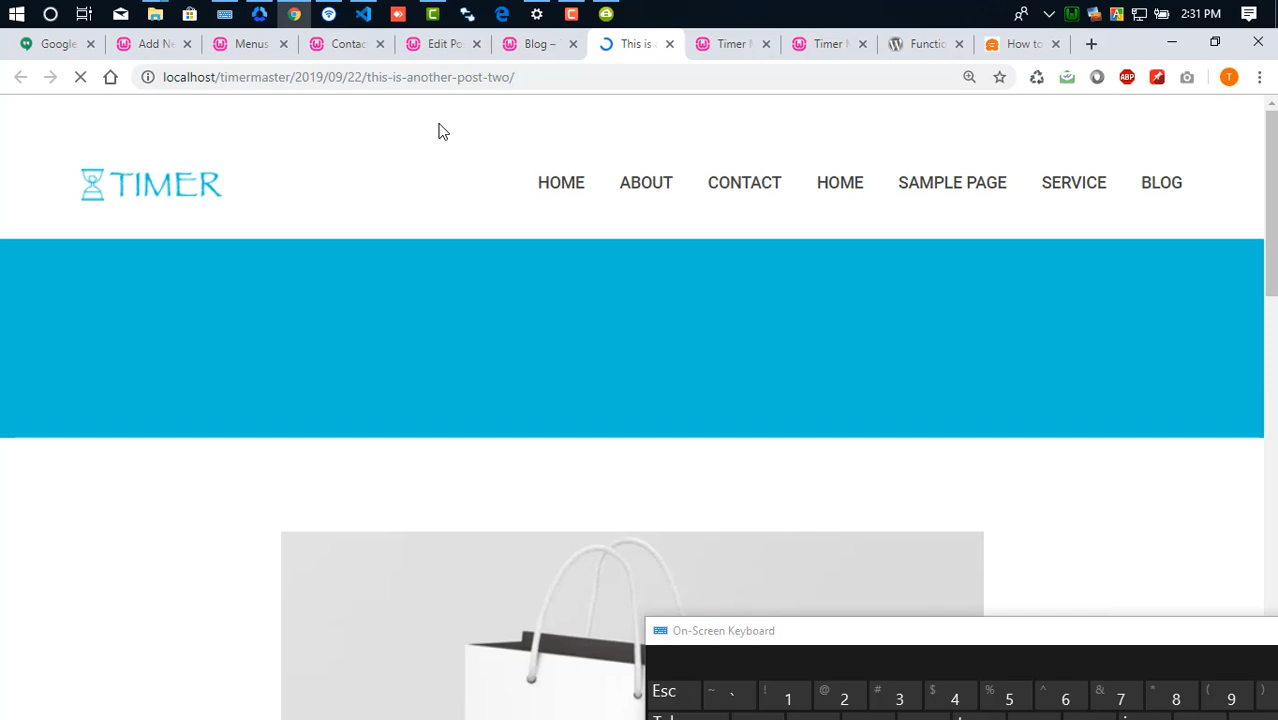 2:31 PM
Google
Add Ne
Menus
Contac
Edit Po
Blog –
This is
Timer
Timer
Functio
How to
localhost/timermaster/2019/09/22/this-is-another-post-two/
ABP
T
TIMER
HOME ABOUT CONTACT HOME SAMPLE PAGE SERVICE BLOG
On-Screen Keyboard
Esc ~ ` ! 1 @ 2 # 3 $ 4 % 5 ^ 6 & 7 * 8 ( 9 )